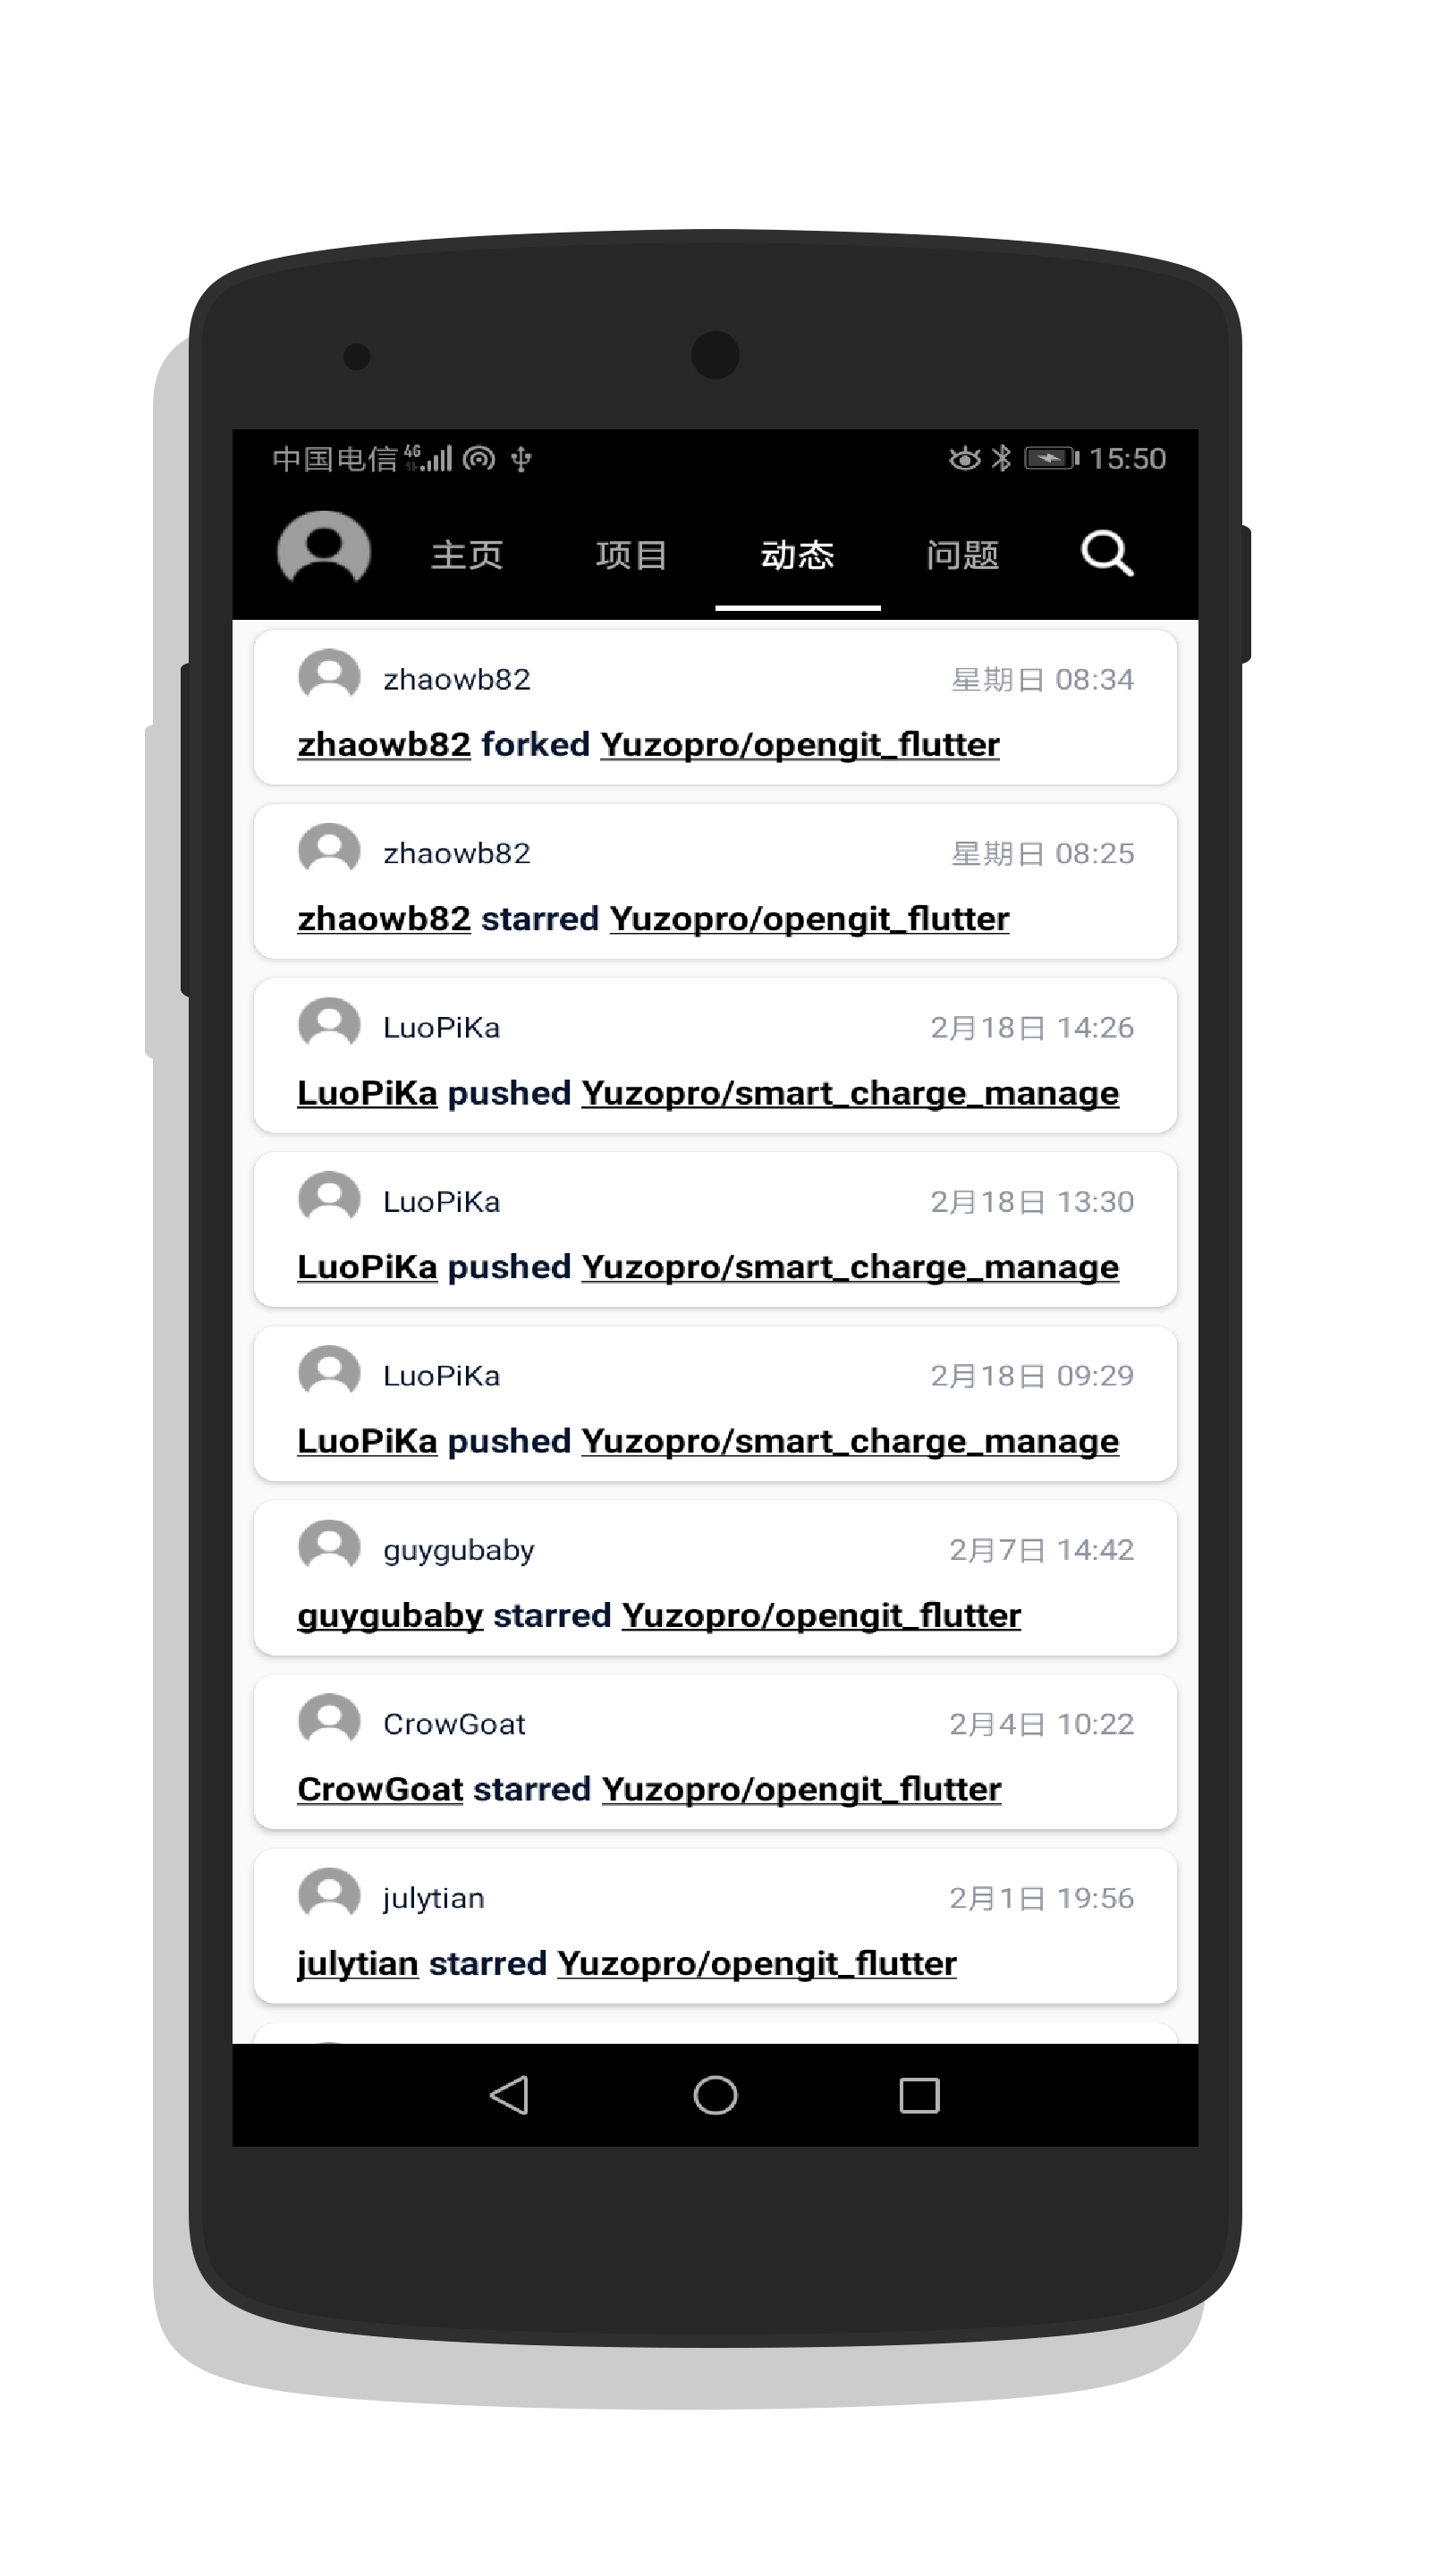 中国电信 4G 15:50
主页 项目 动态 问题
zhaowb82 星期日 08:34
zhaowb82 forked Yuzopro/opengit_flutter
zhaowb82 星期日 08:25
zhaowb82 starred Yuzopro/opengit_flutter
LuoPiKa 2月18日 14:26
LuoPiKa pushed Yuzopro/smart_charge_manage
LuoPiKa 2月18日 13:30
LuoPiKa pushed Yuzopro/smart_charge_manage
LuoPiKa 2月18日 09:29
LuoPiKa pushed Yuzopro/smart_charge_manage
guygubaby 2月7日 14:42
guygubaby starred Yuzopro/opengit_flutter
CrowGoat 2月4日 10:22
CrowGoat starred Yuzopro/opengit_flutter
julytian 2月1日 19:56
julytian starred Yuzopro/opengit_flutter